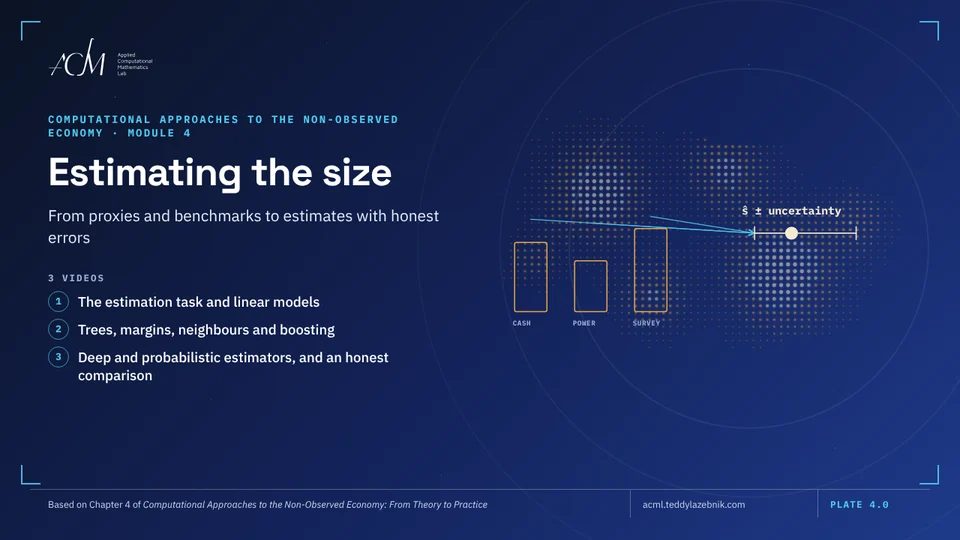 ACM
Applied
Computational
Mathematics
Lab
COMPUTATIONAL APPROACHES TO THE NON-OBSERVED
ECONOMY · MODULE 4
Estimating the size
From proxies and benchmarks to estimates with honest
errors
3 VIDEOS
1 The estimation task and linear models
2 Trees, margins, neighbours and boosting
3 Deep and probabilistic estimators, and an honest
comparison
ŝ ± uncertainty
CASH POWER SURVEY
Based on Chapter 4 of Computational Approaches to the Non-Observed Economy: From Theory to Practice
acml.teddylazebnik.com
PLATE 4.0